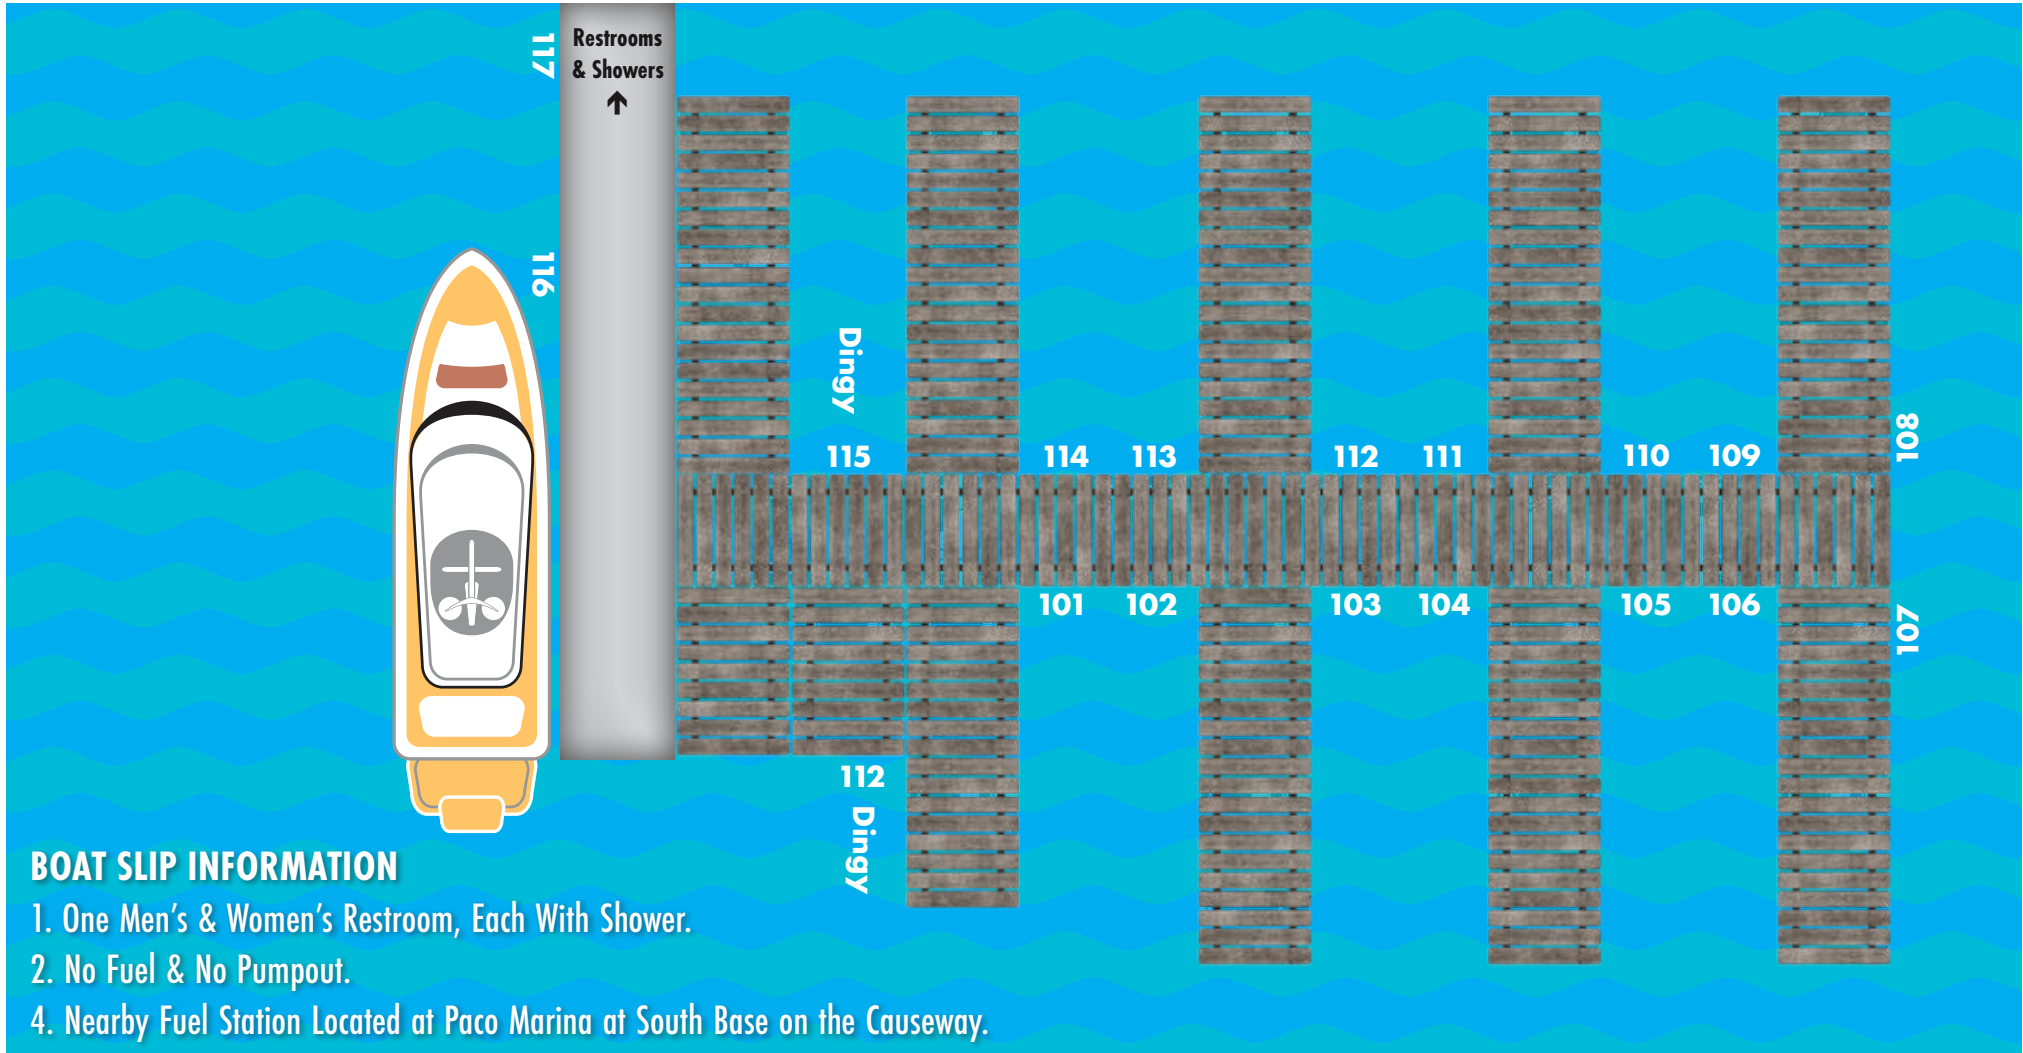 117
Restrooms
& Showers
116
Dingy
115
114
113
112
111
110
109
108
101
102
103
104
105
106
107
112
Dingy
BOAT SLIP INFORMATION
1. One Men's & Women's Restroom, Each With Shower.
2. No Fuel & No Pumpout.
4. Nearby Fuel Station Located at Paco Marina at South Base on the Causeway.